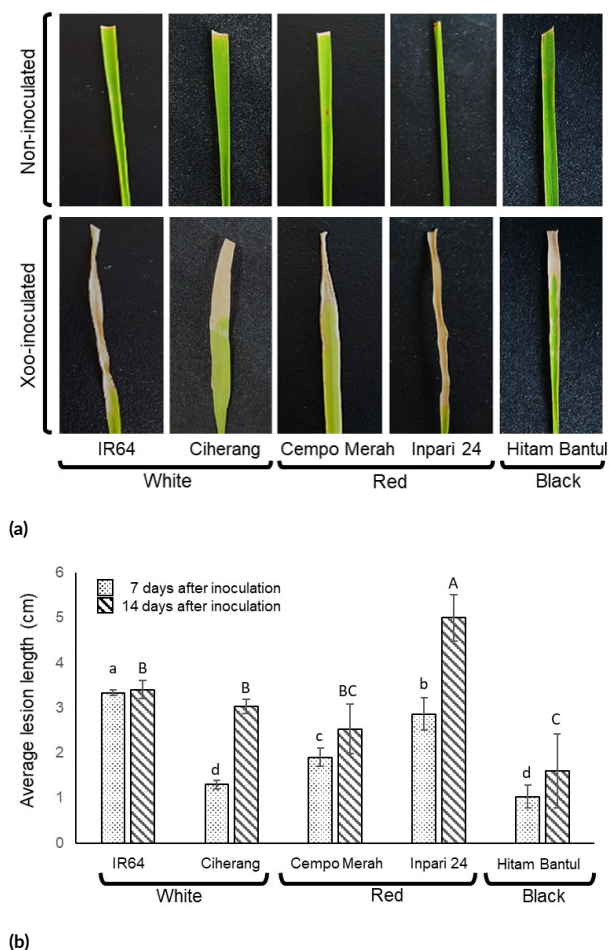 Non-inoculated
Xoo-inoculated
IR64 Ciherang Cempo Merah Inpari 24 Hitam Bantul
White Red Black
(a)
6
5
4
3
2
1
0
Average lesion length (cm)
7 days after inoculation
14 days after inoculation
a B d B c BC b A d C
IR64 Ciherang Cempo Merah Inpari 24 Hitam Bantul
White Red Black
(b)